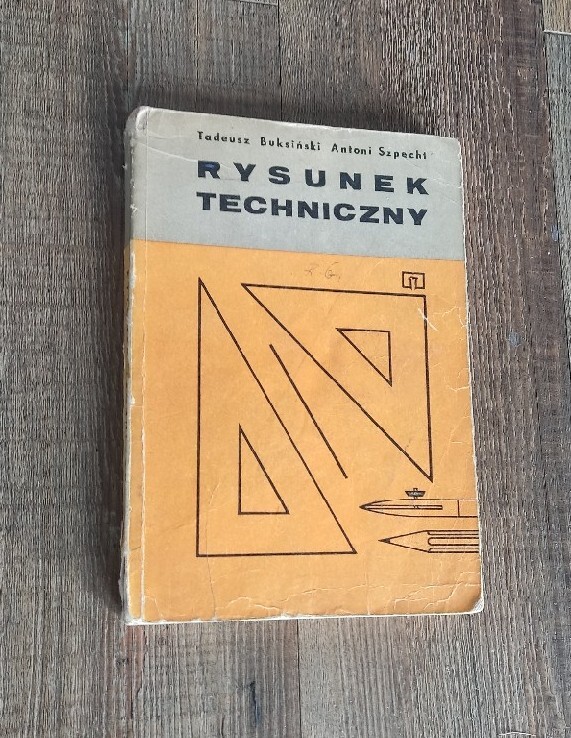 Tadeusz Buksiński Antoni Szpecht
RYSUNEK
TECHNICZNY